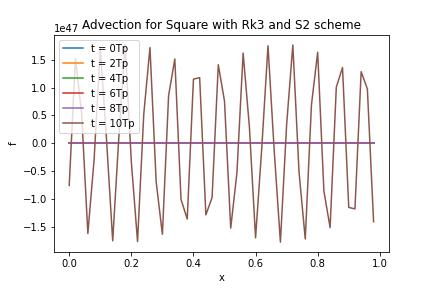 Advection for Square with Rk3 and S2 scheme
1e47
1.5
1.0
0.5
0.0
-0.5
-1.0
-1.5
f
t = 0Tp
t = 2Tp
t = 4Tp
t = 6Tp
t = 8Tp
t = 10Tp
0.0 0.2 0.4 0.6 0.8 1.0
x